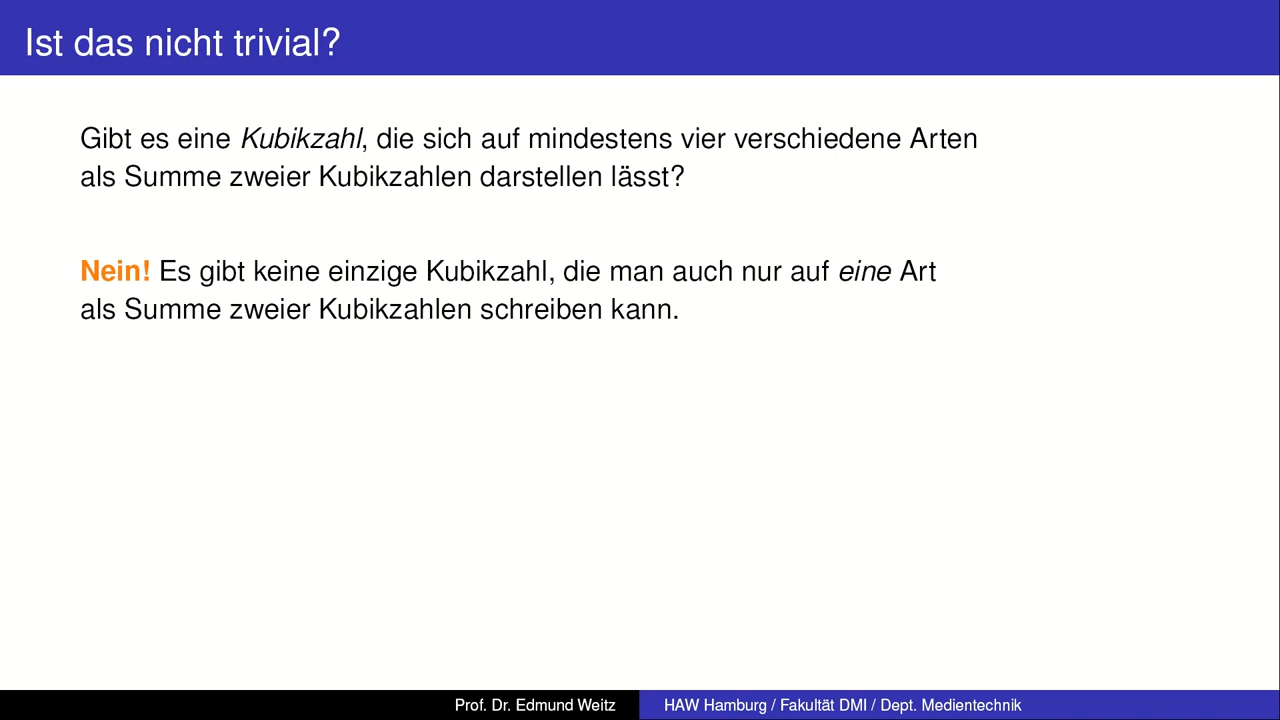 Ist das nicht trivial?
Gibt es eine Kubikzahl, die sich auf mindestens vier verschiedene Arten
als Summe zweier Kubikzahlen darstellen lässt?
Nein! Es gibt keine einzige Kubikzahl, die man auch nur auf eine Art
als Summe zweier Kubikzahlen schreiben kann.
Prof. Dr. Edmund Weitz HAW Hamburg / Fakultät DMI / Dept. Medientechnik